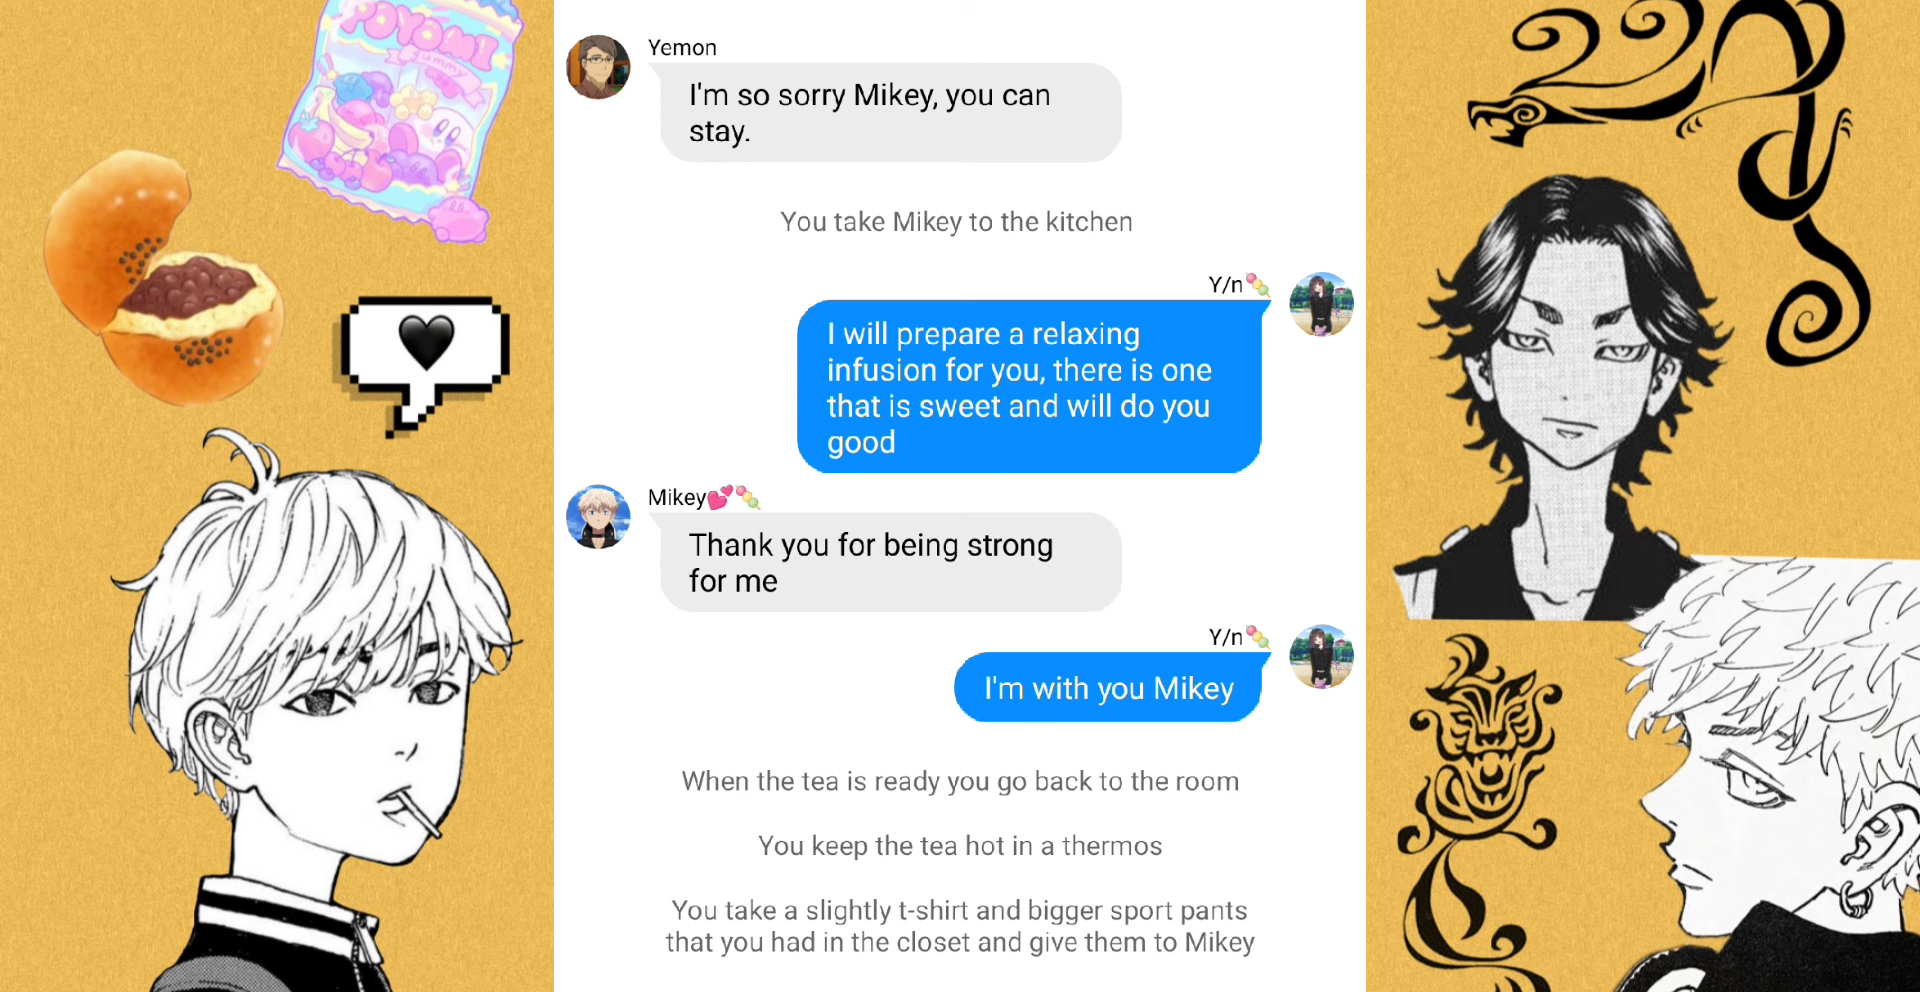 POYOMI
gummy
Yemon
I'm so sorry Mikey, you can
stay.
You take Mikey to the kitchen
Y/n🍡
I will prepare a relaxing
infusion for you, there is one
that is sweet and will do you
good
Mikey💕🍡
Thank you for being strong
for me
Y/n🍡
I'm with you Mikey
When the tea is ready you go back to the room
You keep the tea hot in a thermos
You take a slightly t-shirt and bigger sport pants
that you had in the closet and give them to Mikey